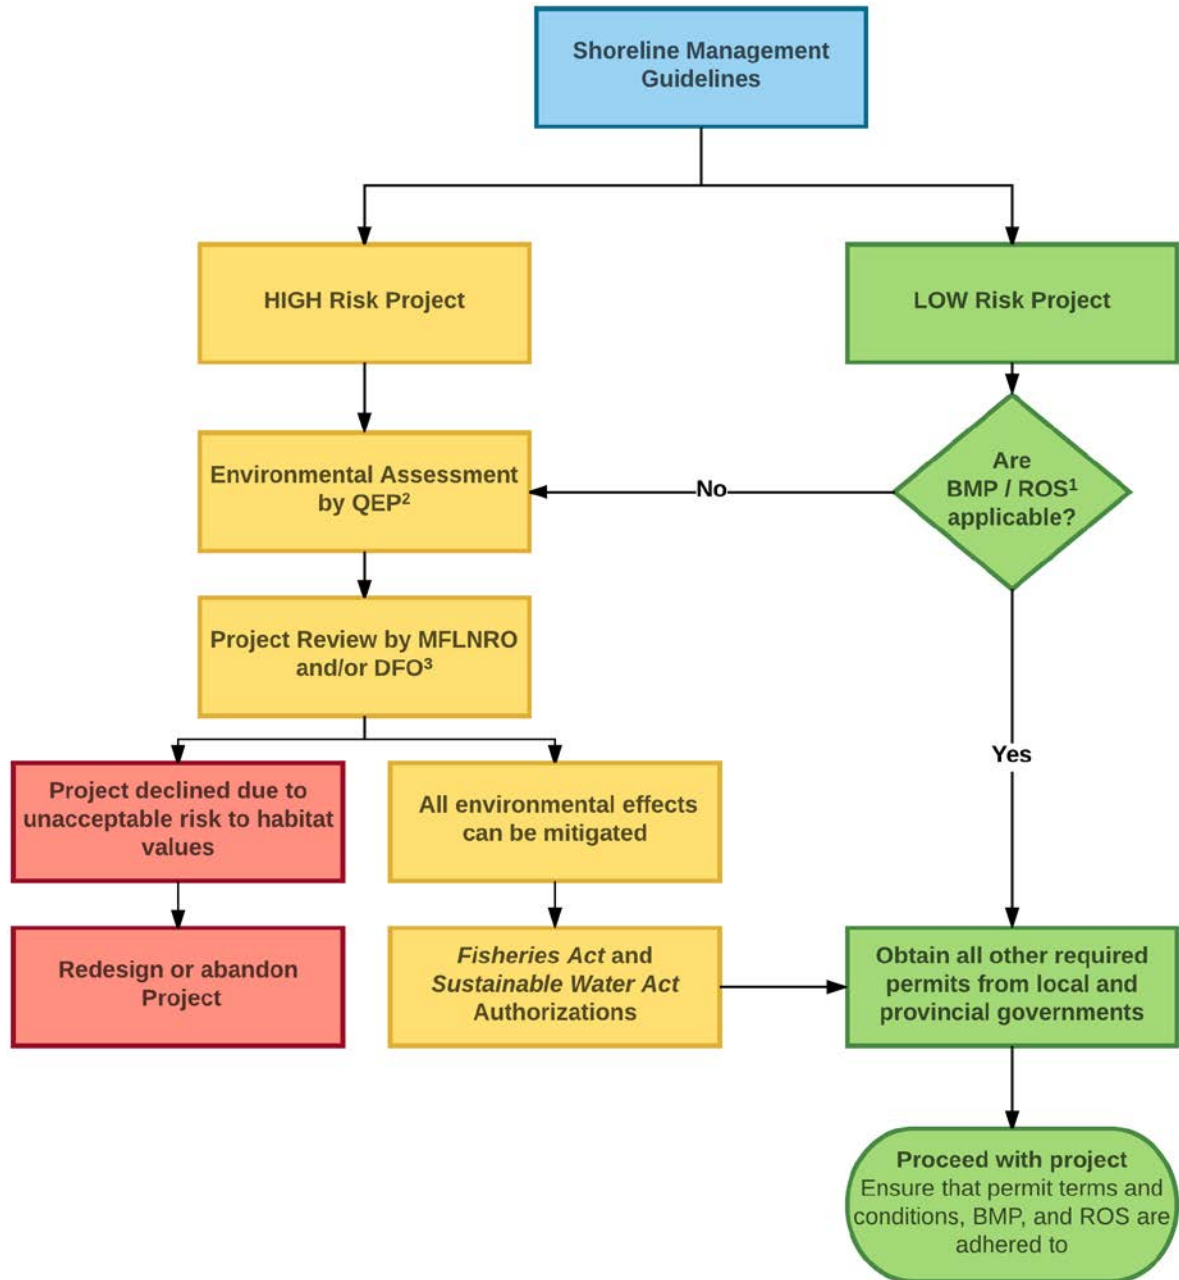 Shoreline Management
Guidelines
HIGH Risk Project
LOW Risk Project
Environmental Assessment
by QEP²
No
Are
BMP / ROS¹
applicable?
Project Review by MFLNRO
and/or DFO³
Yes
Project declined due to
unacceptable risk to habitat
values
All environmental effects
can be mitigated
Redesign or abandon
Project
Fisheries Act and
Sustainable Water Act
Authorizations
Obtain all other required
permits from local and
provincial governments
Proceed with project
Ensure that permit terms and
conditions, BMP, and ROS are
adhered to